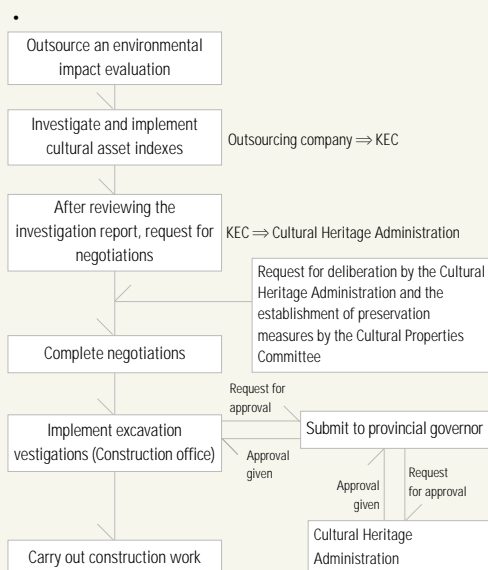 •
Outsource an environmental
impact evaluation
Investigate and implement
cultural asset indexes
Outsourcing company ⇒ KEC
After reviewing the
investigation report, request for
negotiations
KEC ⇒ Cultural Heritage Administration
Request for deliberation by the Cultural
Heritage Administration and the
establishment of preservation
measures by the Cultural Properties
Committee
Complete negotiations
Request for
approval
Implement excavation
vestigations (Construction office)
Submit to provincial governor
Approval
given
Approval
given
Request
for approval
Cultural Heritage
Administration
Carry out construction work